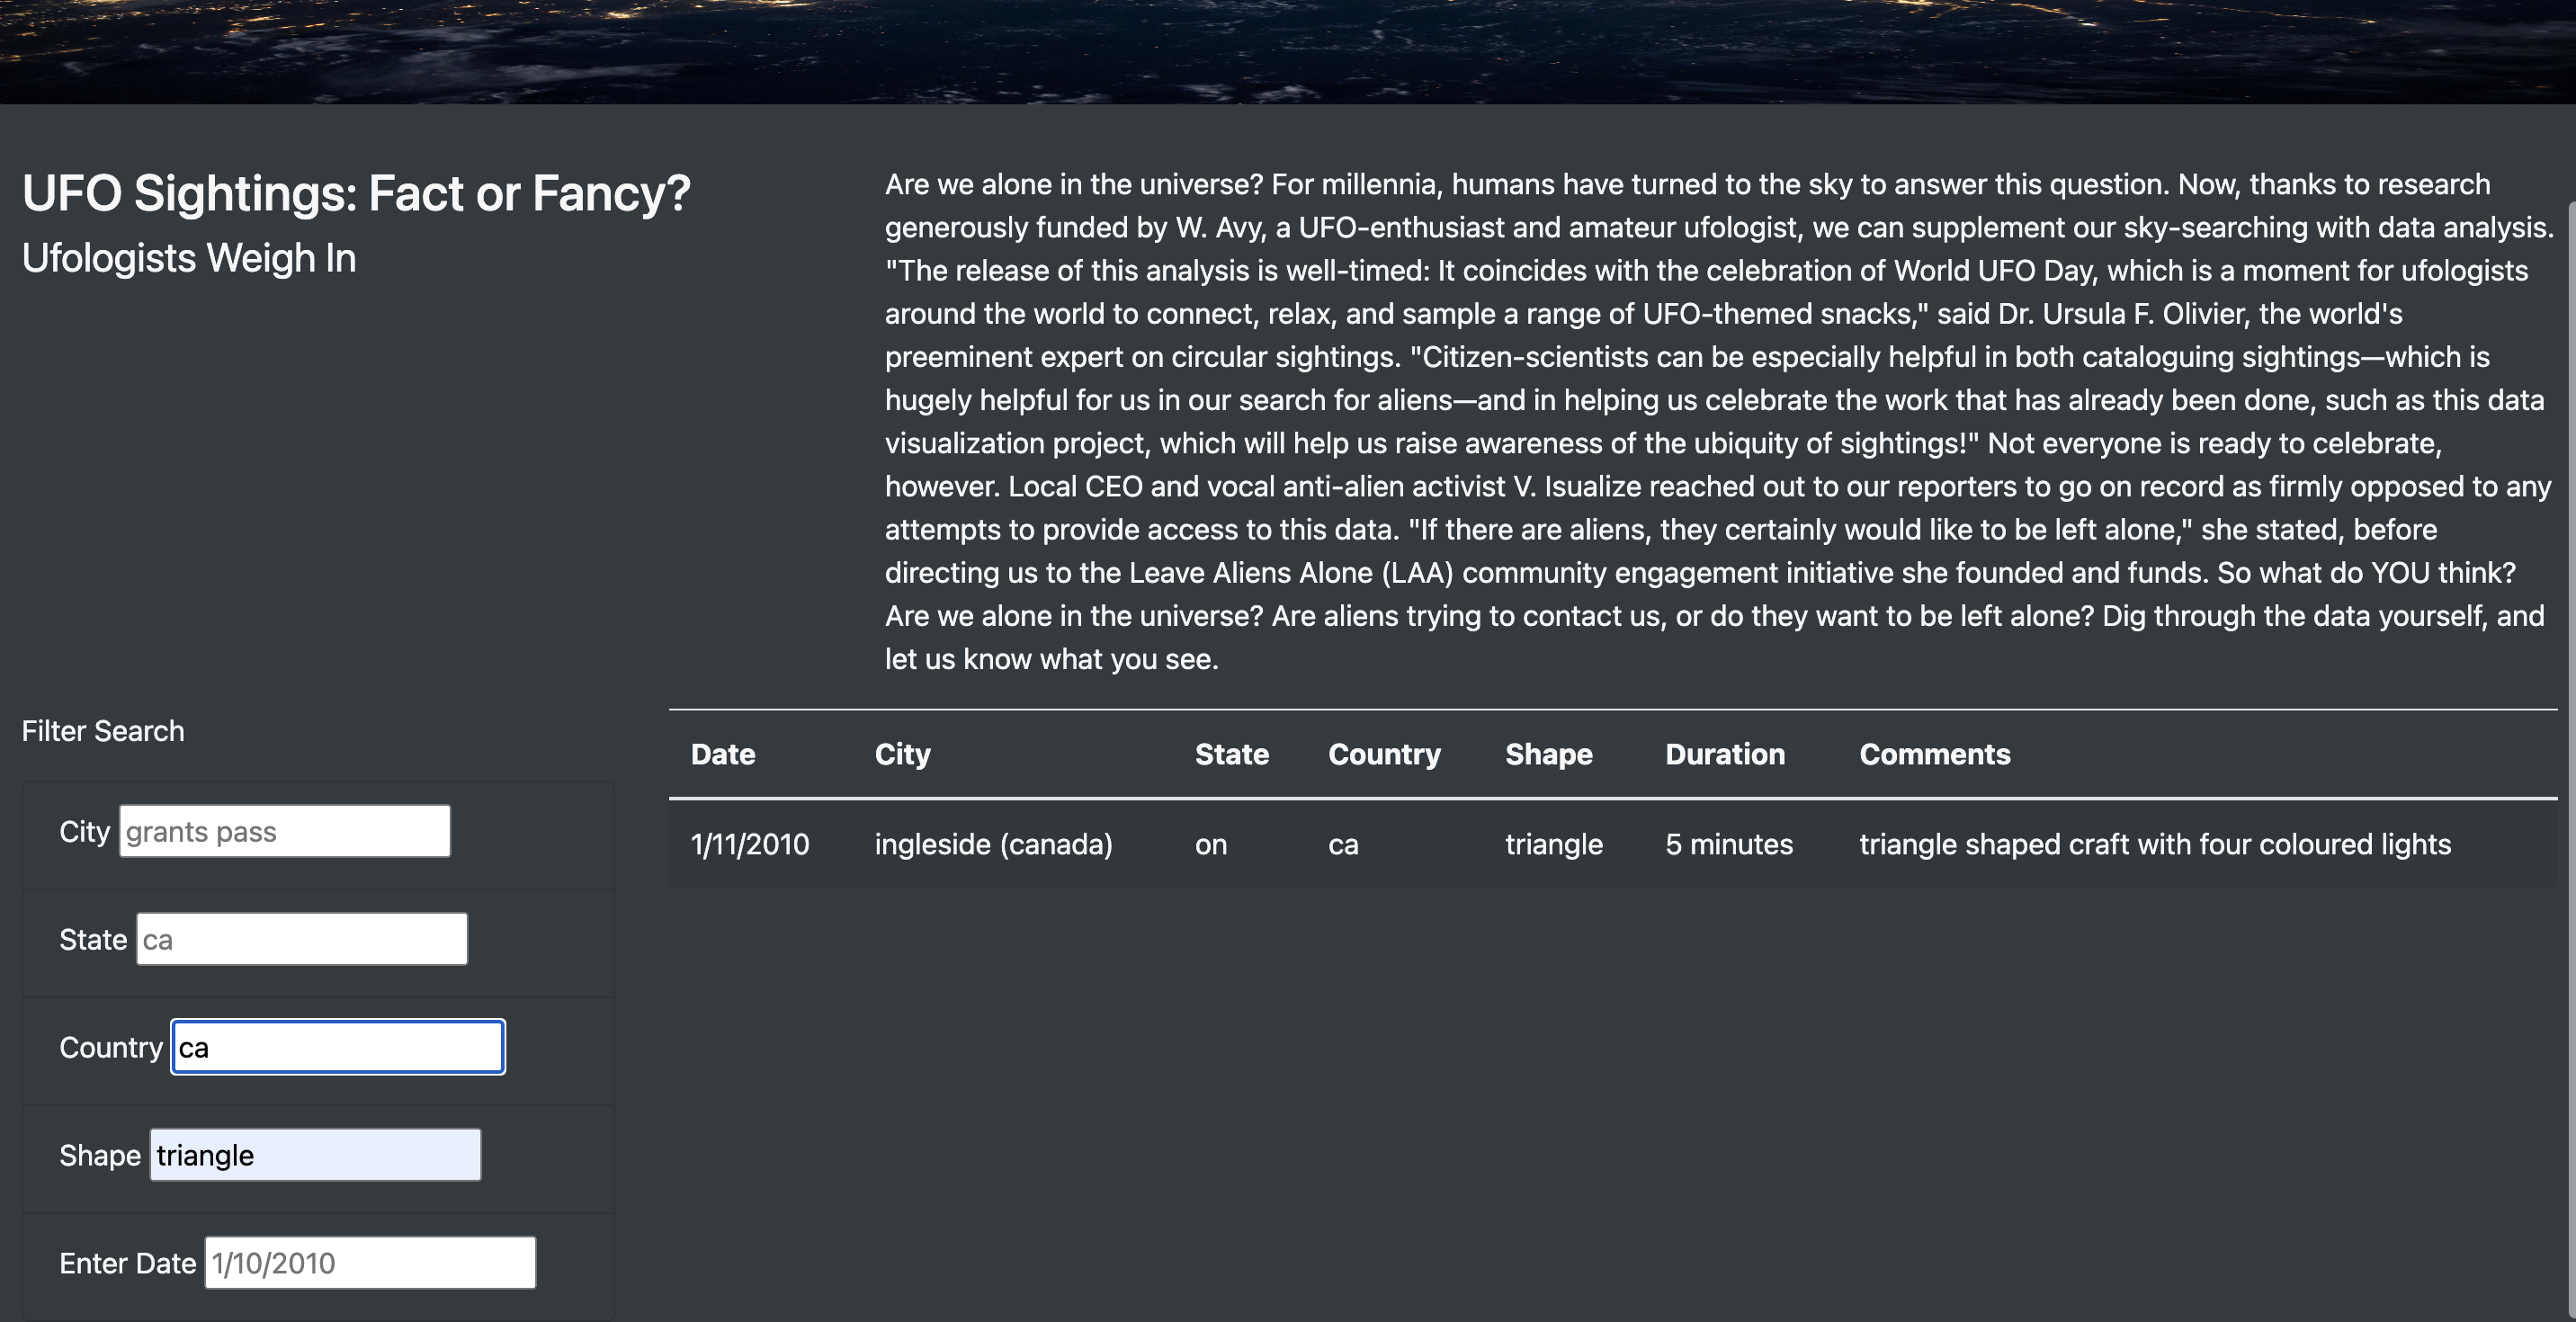 UFO Sightings: Fact or Fancy?
Ufologists Weigh In
Are we alone in the universe? For millennia, humans have turned to the sky to answer this question. Now, thanks to research
generously funded by W. Avy, a UFO-enthusiast and amateur ufologist, we can supplement our sky-searching with data analysis.
"The release of this analysis is well-timed: It coincides with the celebration of World UFO Day, which is a moment for ufologists
around the world to connect, relax, and sample a range of UFO-themed snacks," said Dr. Ursula F. Olivier, the world's
preeminent expert on circular sightings. "Citizen-scientists can be especially helpful in both cataloguing sightings—which is
hugely helpful for us in our search for aliens—and in helping us celebrate the work that has already been done, such as this data
visualization project, which will help us raise awareness of the ubiquity of sightings!" Not everyone is ready to celebrate,
however. Local CEO and vocal anti-alien activist V. Isualize reached out to our reporters to go on record as firmly opposed to any
attempts to provide access to this data. "If there are aliens, they certainly would like to be left alone," she stated, before
directing us to the Leave Aliens Alone (LAA) community engagement initiative she founded and funds. So what do YOU think?
Are we alone in the universe? Are aliens trying to contact us, or do they want to be left alone? Dig through the data yourself, and
let us know what you see.
Filter Search
City grants pass
State ca
Country ca
Shape triangle
Enter Date 1/10/2010
Date City State Country Shape Duration Comments
1/11/2010 ingleside (canada) on ca triangle 5 minutes triangle shaped craft with four coloured lights